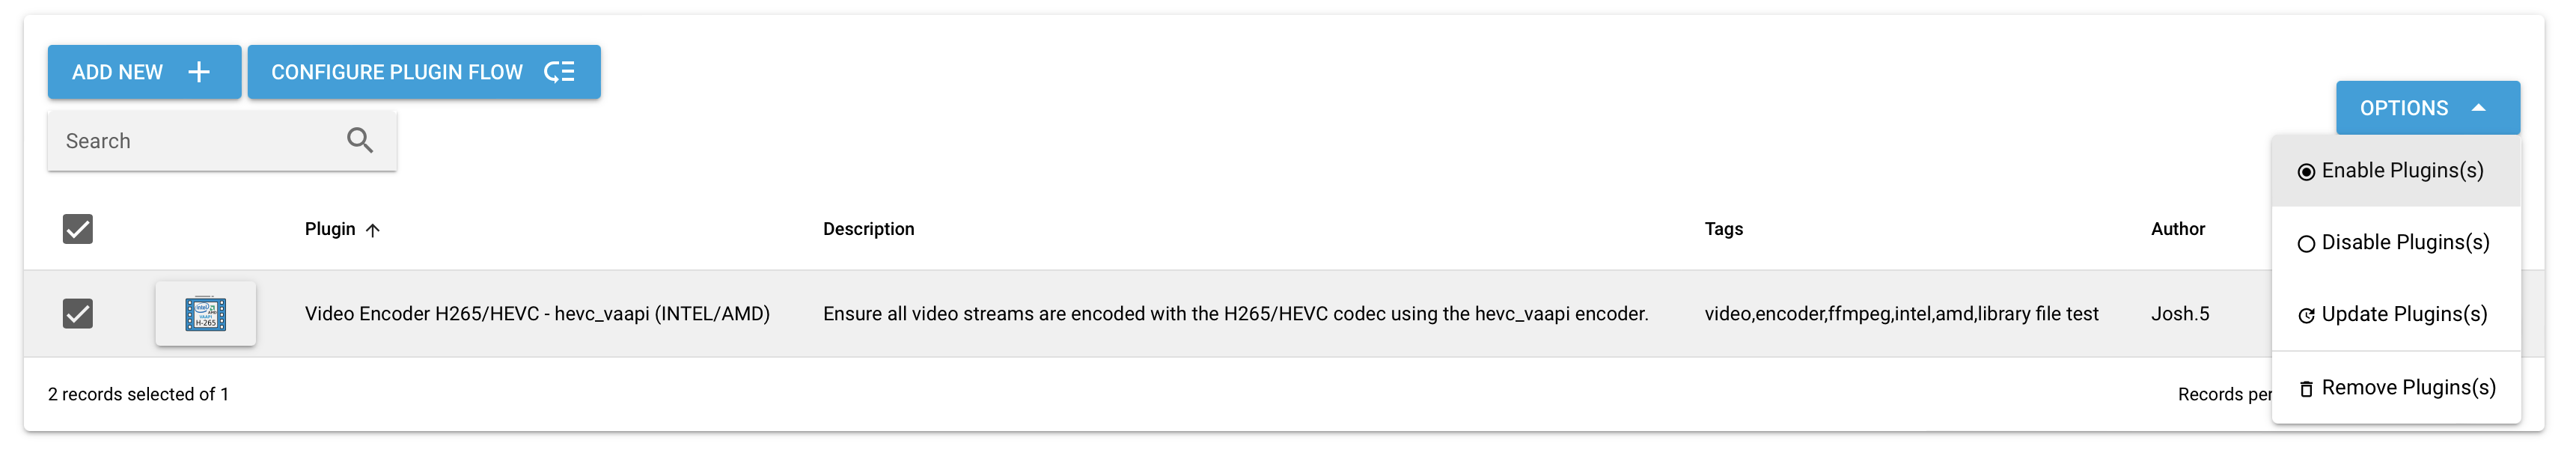 ADD NEW
CONFIGURE PLUGIN FLOW
OPTIONS
Search
Enable Plugins(s)
Disable Plugins(s)
Update Plugins(s)
Remove Plugins(s)
Plugin
Description
Tags
Author
H-265
Video Encoder H265/HEVC - hevc_vaapi (INTEL/AMD)
Ensure all video streams are encoded with the H265/HEVC codec using the hevc_vaapi encoder.
video,encoder,ffmpeg,intel,amd,library file test
Josh.5
2 records selected of 1
Records per